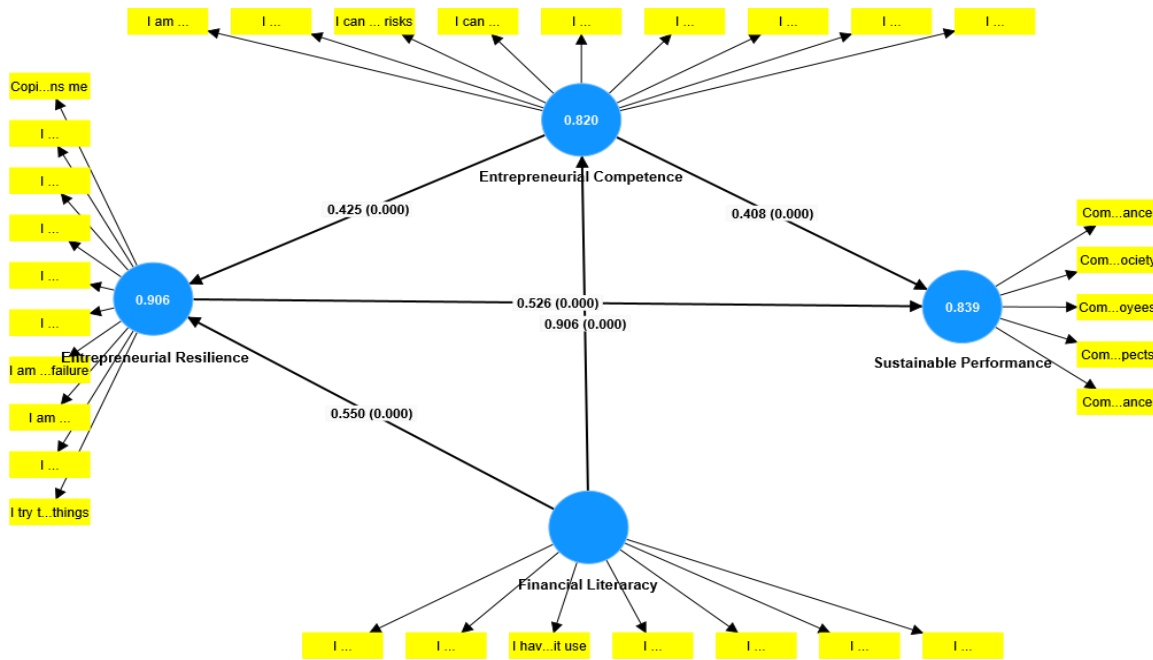 I am ...
I ...
I can ... risks
I can ...
I ...
I ...
I ...
I ...
I ...
Copi...ns me
I ...
I ...
I ...
I ...
I ...
I am ...failure
I am ...
I ...
I try t...things
0.820
Entrepreneurial Competence
0.425 (0.000)
0.408 (0.000)
0.906
Entrepreneurial Resilience
0.526 (0.000)
0.906 (0.000)
0.839
Sustainable Performance
Com...ance
Com...ociety
Com...oyees
Com...pects
Com...ance
0.550 (0.000)
Financial Literaracy
I ...
I ...
I hav...it use
I ...
I ...
I ...
I ...